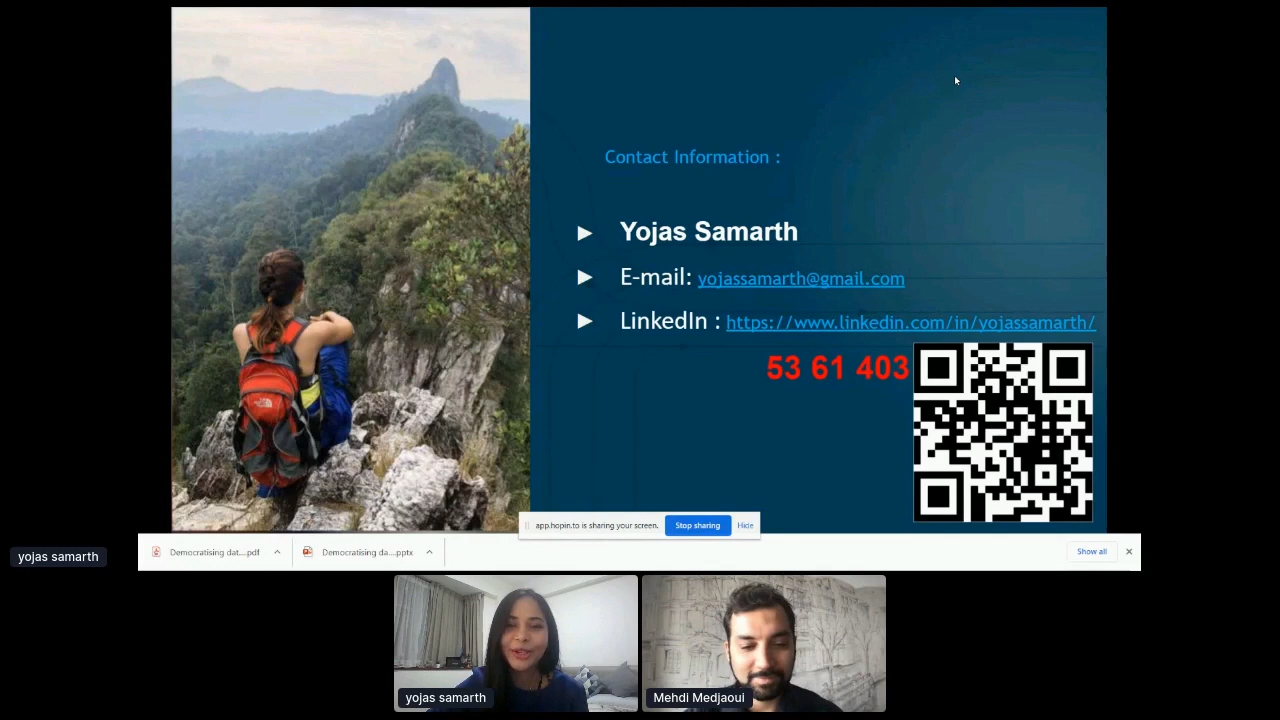 Contact Information :
Yojas Samarth
E-mail: yojassamarth@gmail.com
LinkedIn : https://www.linkedin.com/in/yojassamarth/
53 61 403
app.hopin.to is sharing your screen. Stop sharing Hide
Democratising dat....pdf
Democratising da....pptx
Show all
yojas samarth
yojas samarth
Mehdi Medjaoui